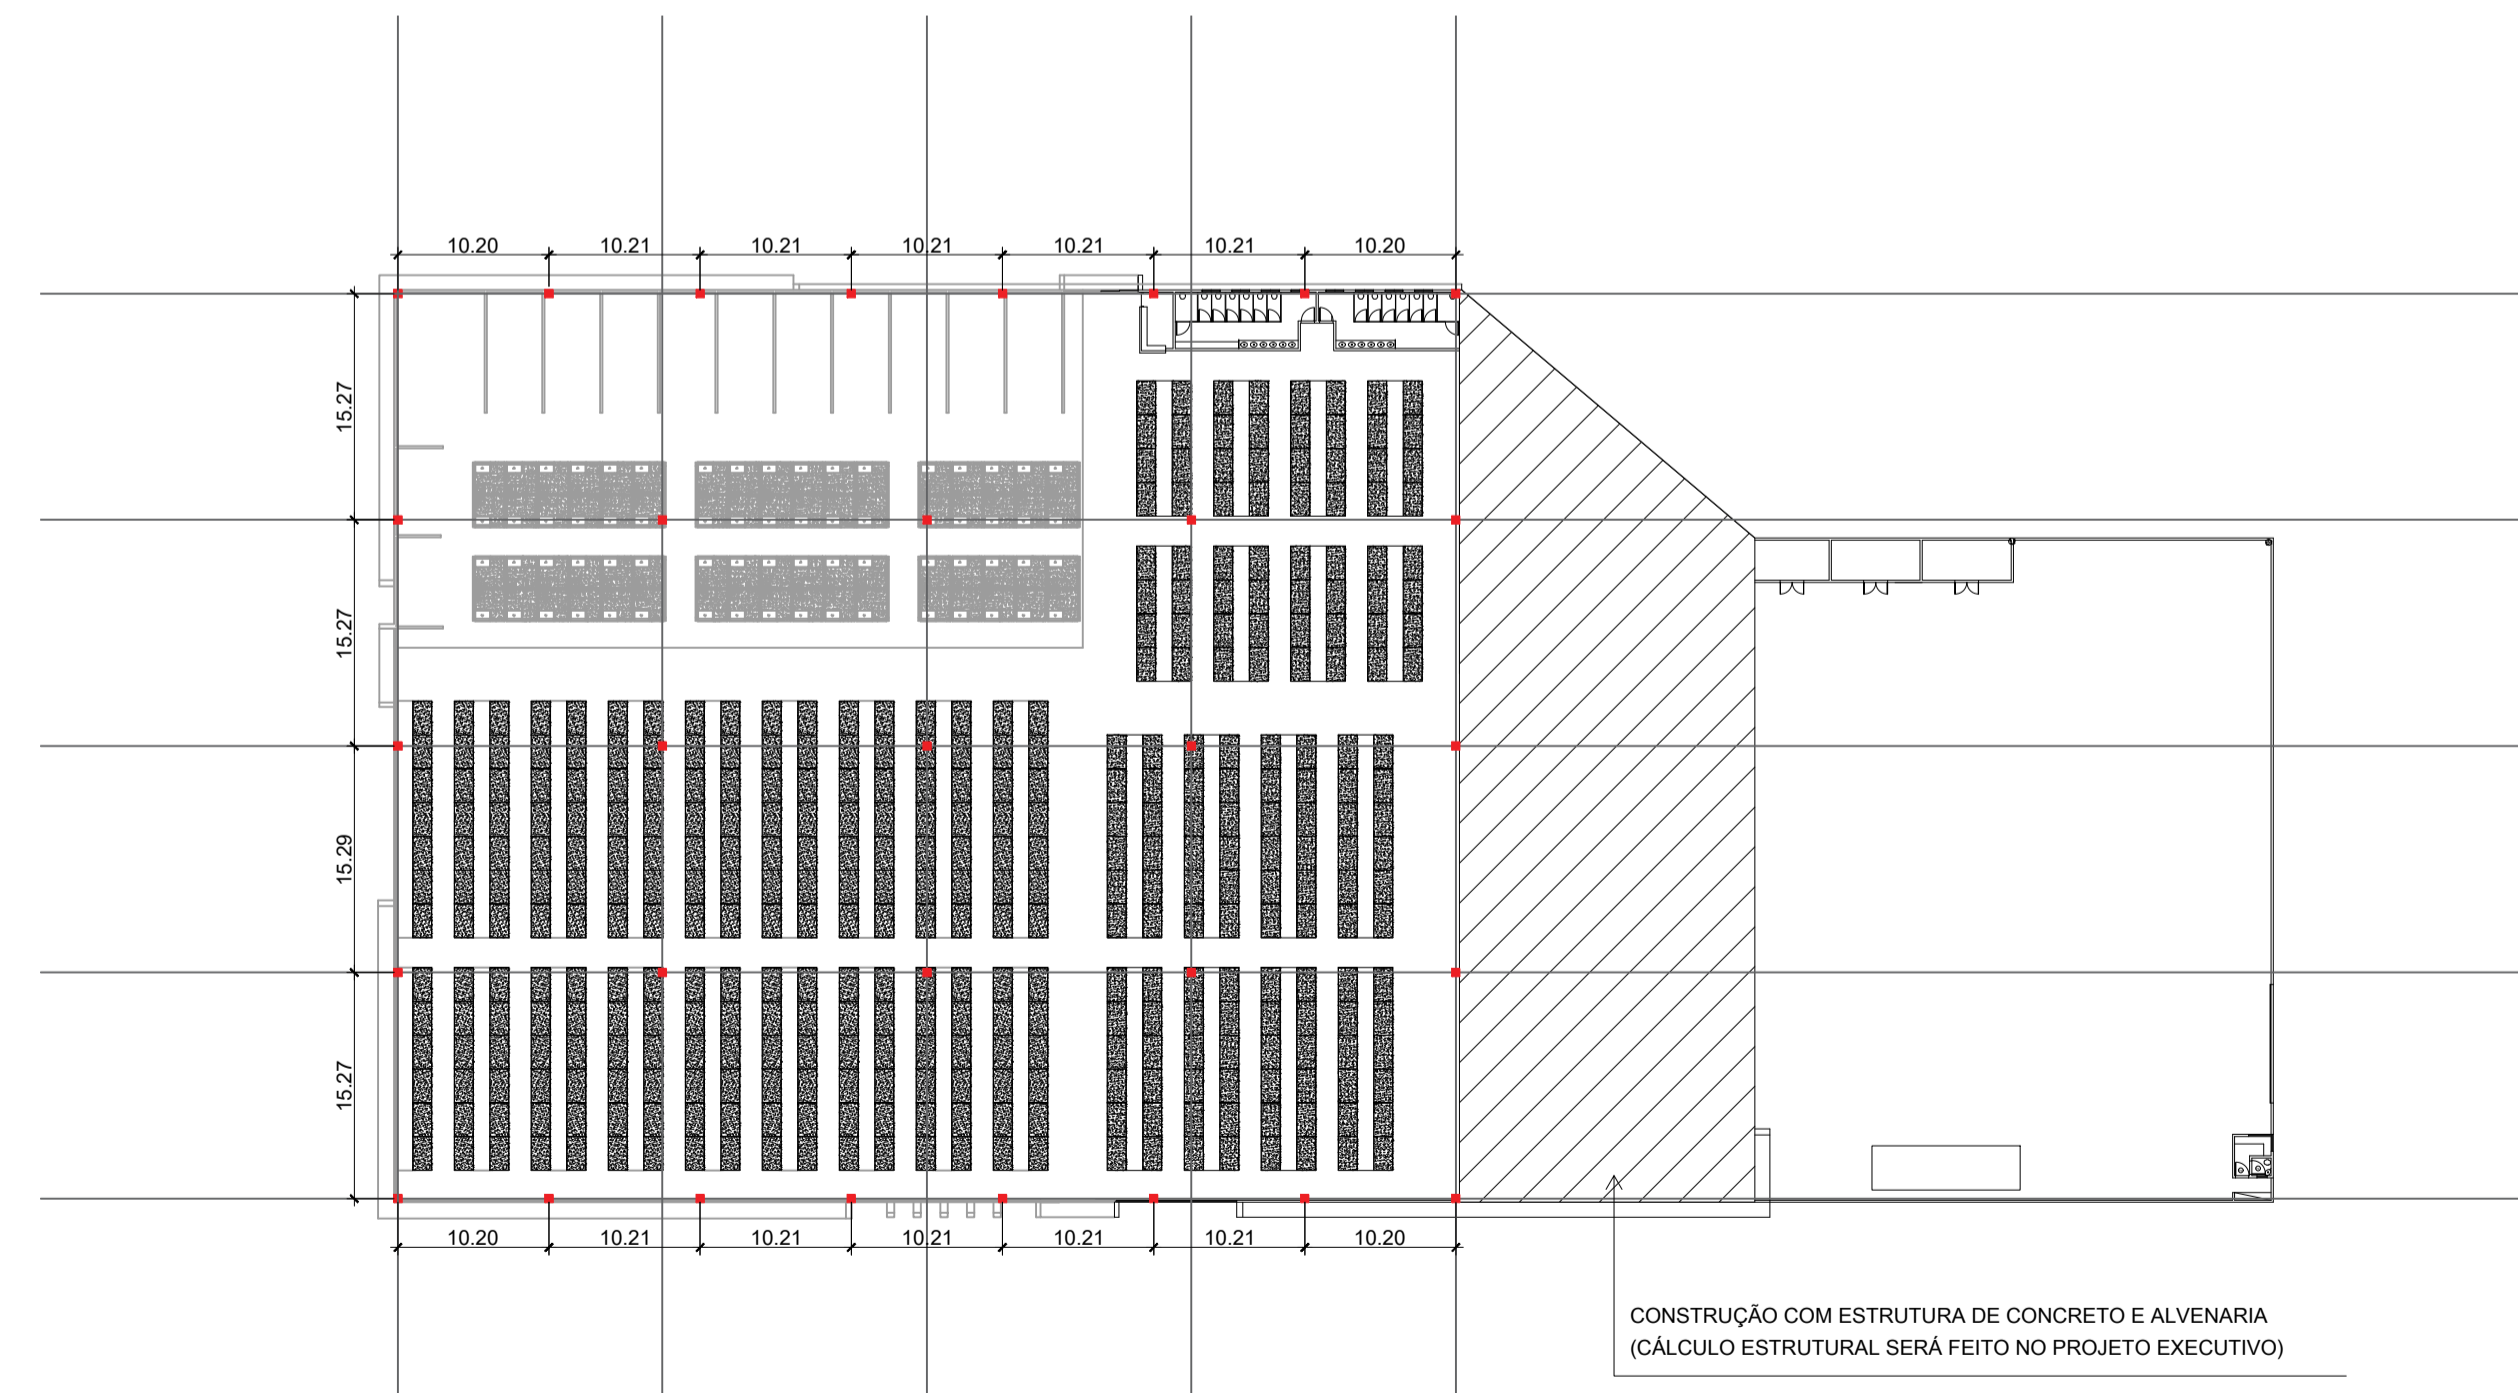 10.20 10.21 10.21 10.21 10.21 10.21 10.20
15.27
15.27
15.29
15.27
10.20 10.21 10.21 10.21 10.21 10.21 10.20
CONSTRUÇÃO COM ESTRUTURA DE CONCRETO E ALVENARIA
(CÁLCULO ESTRUTURAL SERÁ FEITO NO PROJETO EXECUTIVO)